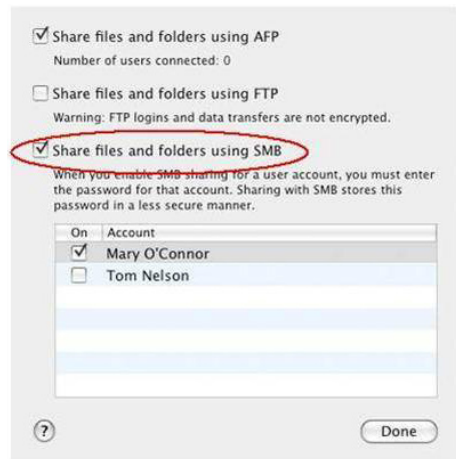 Share files and folders using AFP
Number of users connected: 0
Share files and folders using FTP
Warning: FTP logins and data transfers are not encrypted.
Share files and folders using SMB
When you enable SMB sharing for a user account, you must enter
the password for that account. Sharing with SMB stores this
password in a less secure manner.
On Account
Mary O'Connor
Tom Nelson
? Done